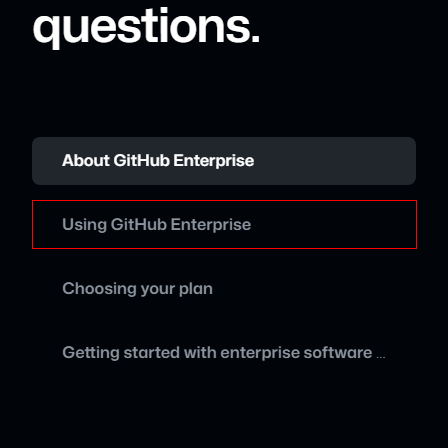 questions.
About GitHub Enterprise
Using GitHub Enterprise
Choosing your plan
Getting started with enterprise software ...